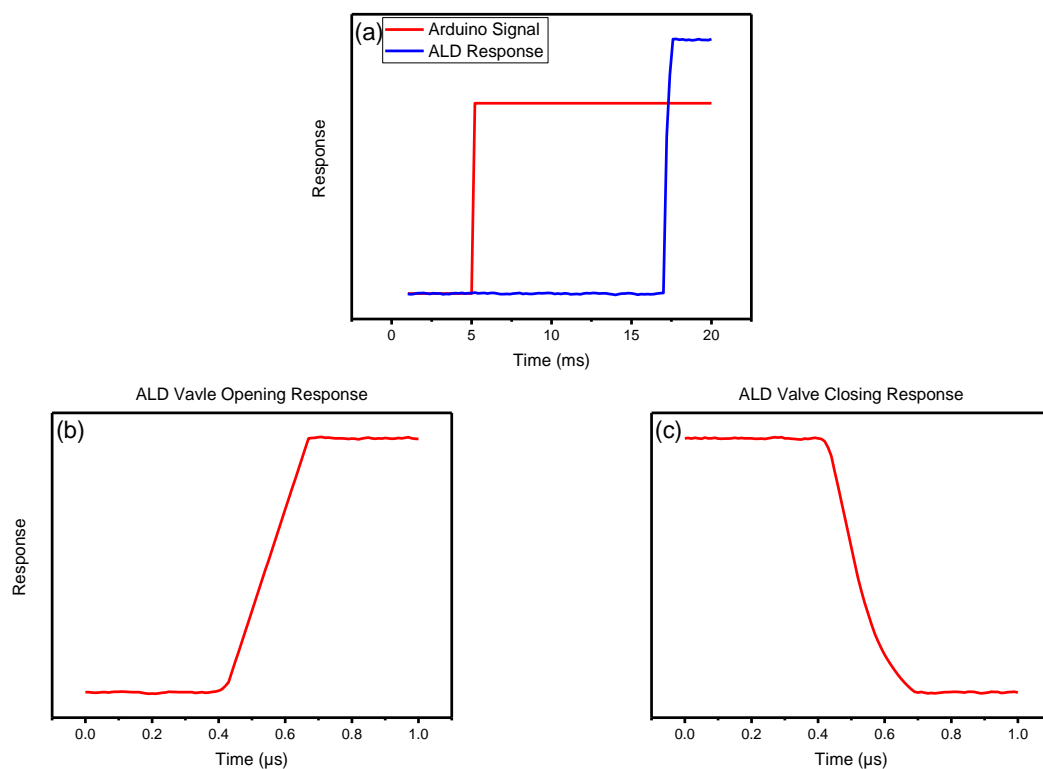 (a)
Arduino Signal
ALD Response
Response
0 5 10 15 20
Time (ms)
ALD Vavle Opening Response
(b)
Response
0.0 0.2 0.4 0.6 0.8 1.0
Time (µs)
ALD Valve Closing Response
(c)
0.0 0.2 0.4 0.6 0.8 1.0
Time (µs)